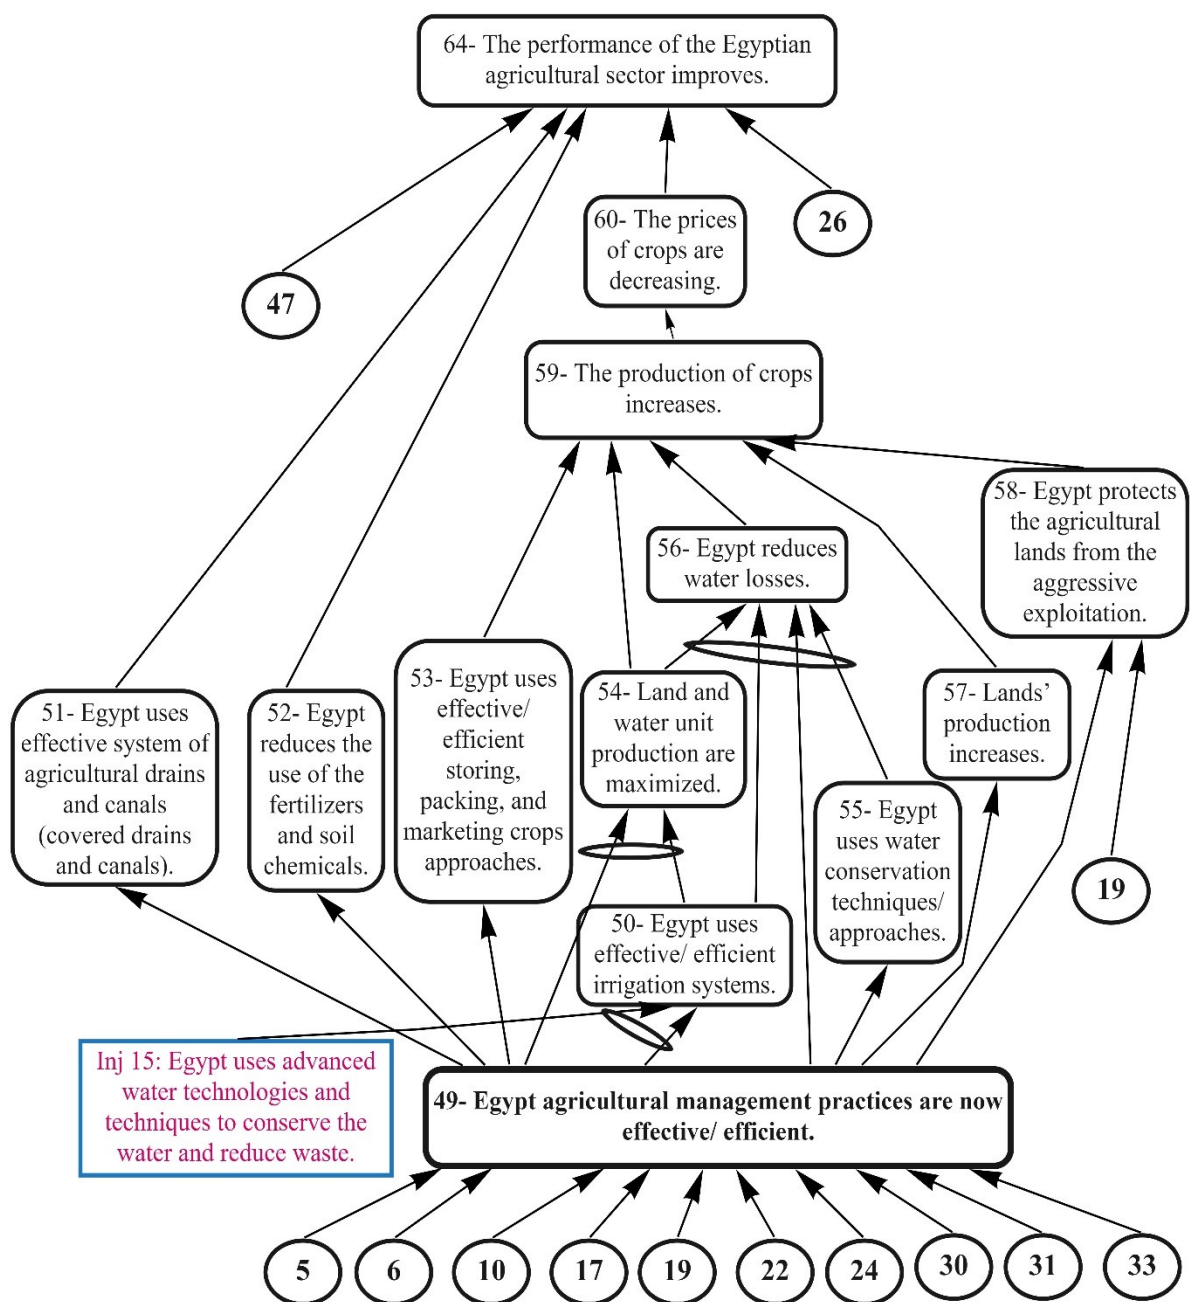 64- The performance of the Egyptian
agricultural sector improves.
60- The prices
of crops are
decreasing.
26
47
59- The production of crops
increases.
58- Egypt protects
the agricultural
lands from the
aggressive
exploitation.
56- Egypt reduces
water losses.
51- Egypt uses
effective system of
agricultural drains
and canals
(covered drains
and canals).
52- Egypt
reduces the
use of the
fertilizers
and soil
chemicals.
53- Egypt uses
effective/
efficient
storing,
packing, and
marketing crops
approaches.
54- Land and
water unit
production are
maximized.
57- Lands’
production
increases.
55- Egypt
uses water
conservation
techniques/
approaches.
19
50- Egypt uses
effective/ efficient
irrigation systems.
Inj 15: Egypt uses advanced
water technologies and
techniques to conserve the
water and reduce waste.
49- Egypt agricultural management practices are now
effective/ efficient.
5
6
10
17
19
22
24
30
31
33